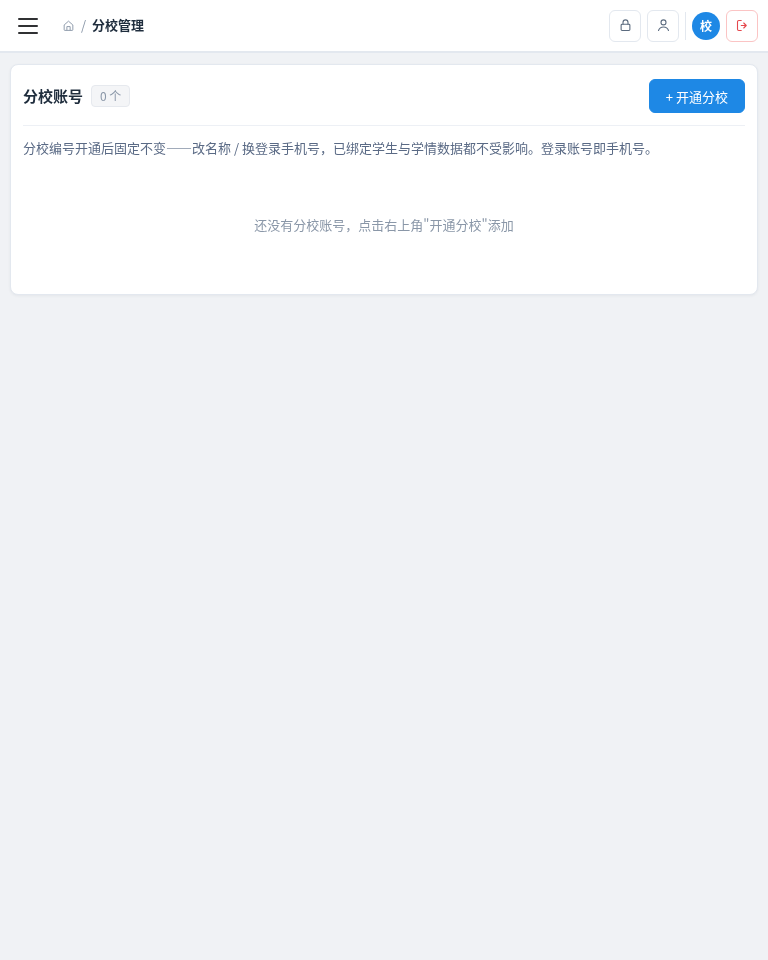 / 分校管理
校
分校账号 0 个
+ 开通分校
分校编号开通后固定不变——改名称 / 换登录手机号，已绑定学生与学情数据都不受影响。登录账号即手机号。
还没有分校账号，点击右上角"开通分校"添加